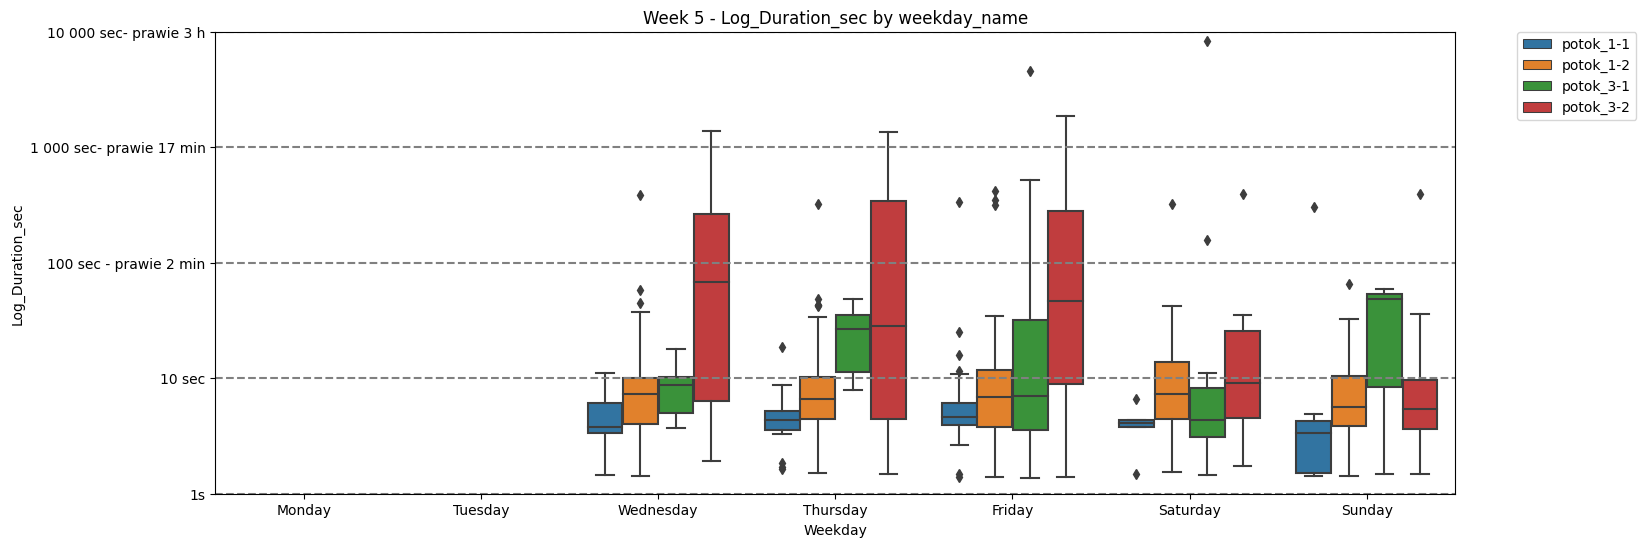 Week 5 - Log_Duration_sec by weekday_name
10 000 sec- prawie 3 h
1 000 sec- prawie 17 min
100 sec - prawie 2 min
10 sec
1s
Log_Duration_sec
Monday
Tuesday
Wednesday
Thursday
Friday
Saturday
Sunday
Weekday
potok_1-1
potok_1-2
potok_3-1
potok_3-2